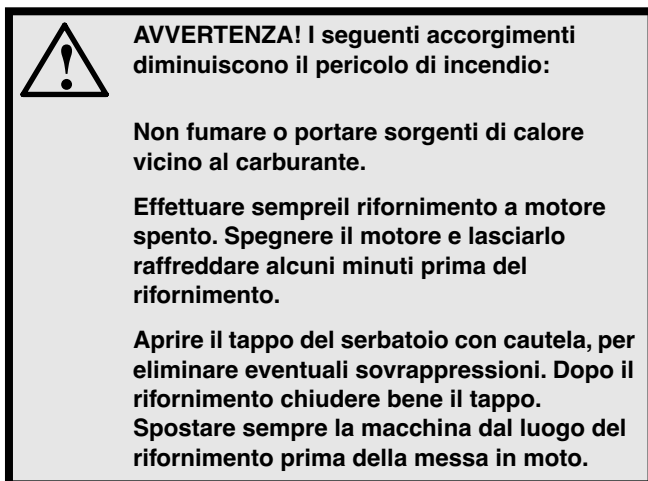 AVVERTENZA! I seguenti accorgimenti
diminuiscono il pericolo di incendio:
Non fumare o portare sorgenti di calore
vicino al carburante.
Effettuare sempreil rifornimento a motore
spento. Spegnere il motore e lasciarlo
raffreddare alcuni minuti prima del
rifornimento.
Aprire il tappo del serbatoio con cautela, per
eliminare eventuali sovrappressioni. Dopo il
rifornimento chiudere bene il tappo.
Spostare sempre la macchina dal luogo del
rifornimento prima della messa in moto.